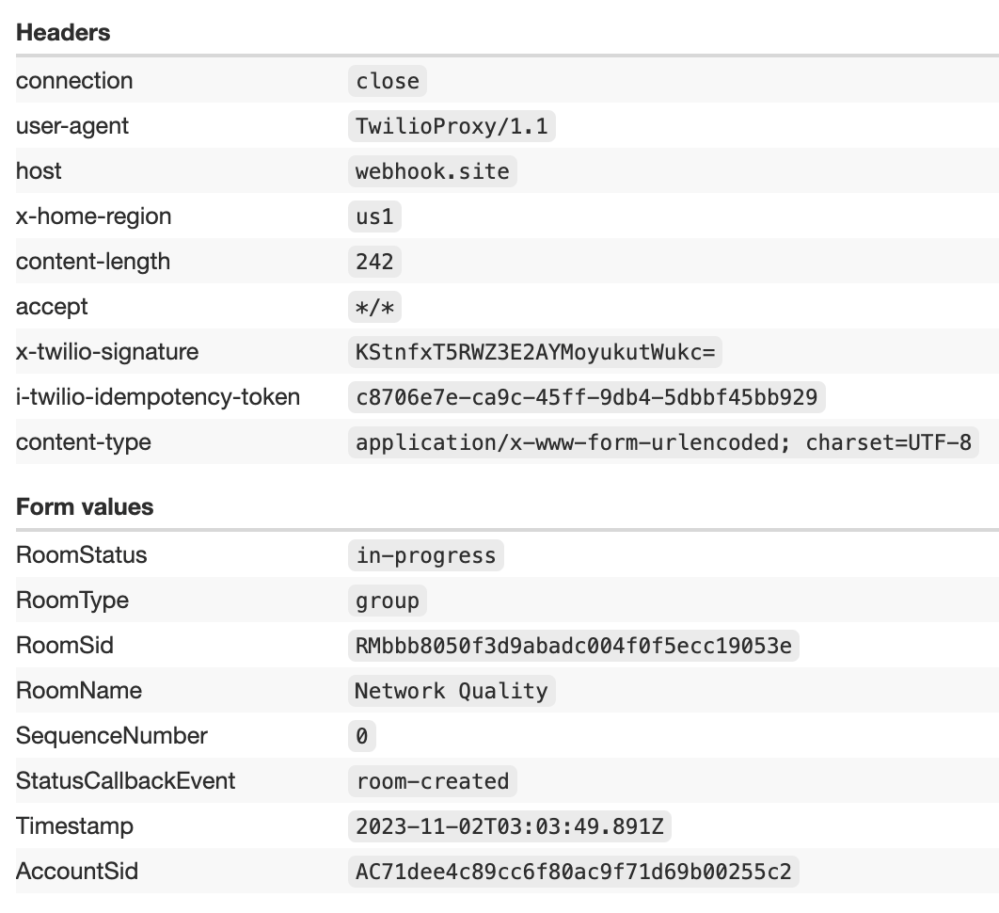 Headers
connection close
user-agent TwilioProxy/1.1
host webhook.site
x-home-region us1
content-length 242
accept */*
x-twilio-signature KStnfxT5RWZ3E2AYMoyukutWukc=
i-twilio-idempotency-token c8706e7e-ca9c-45ff-9db4-5dbbf45bb929
content-type application/x-www-form-urlencoded; charset=UTF-8
Form values
RoomStatus in-progress
RoomType group
RoomSid RMbbb8050f3d9abadc004f0f5ecc19053e
RoomName Network Quality
SequenceNumber 0
StatusCallbackEvent room-created
Timestamp 2023-11-02T03:03:49.891Z
AccountSid AC71dee4c89cc6f80ac9f71d69b00255c2